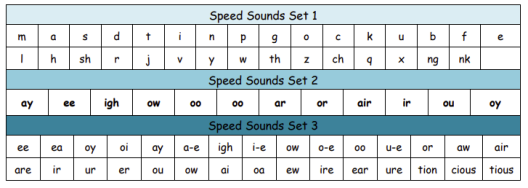 Speed Sounds Set 1
m a s d t i n p g o c k u b f e
l h sh r j v y w th z ch q x ng nk
Speed Sounds Set 2
ay ee igh ow oo oo ar or air ir ou oy
Speed Sounds Set 3
ee ea oy oi ay a-e igh i-e ow o-e oo u-e or aw air
are ir ur er ou ow ai oa ew ire ear ure tion cious tious